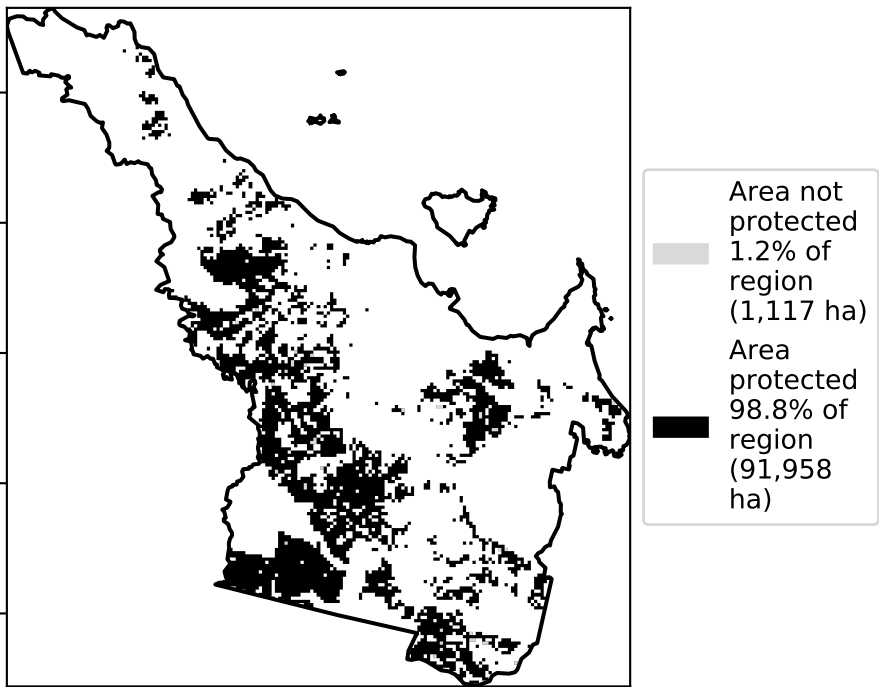 Area not
protected
1.2% of
region
(1,117 ha)
Area
protected
98.8% of
region
(91,958
ha)